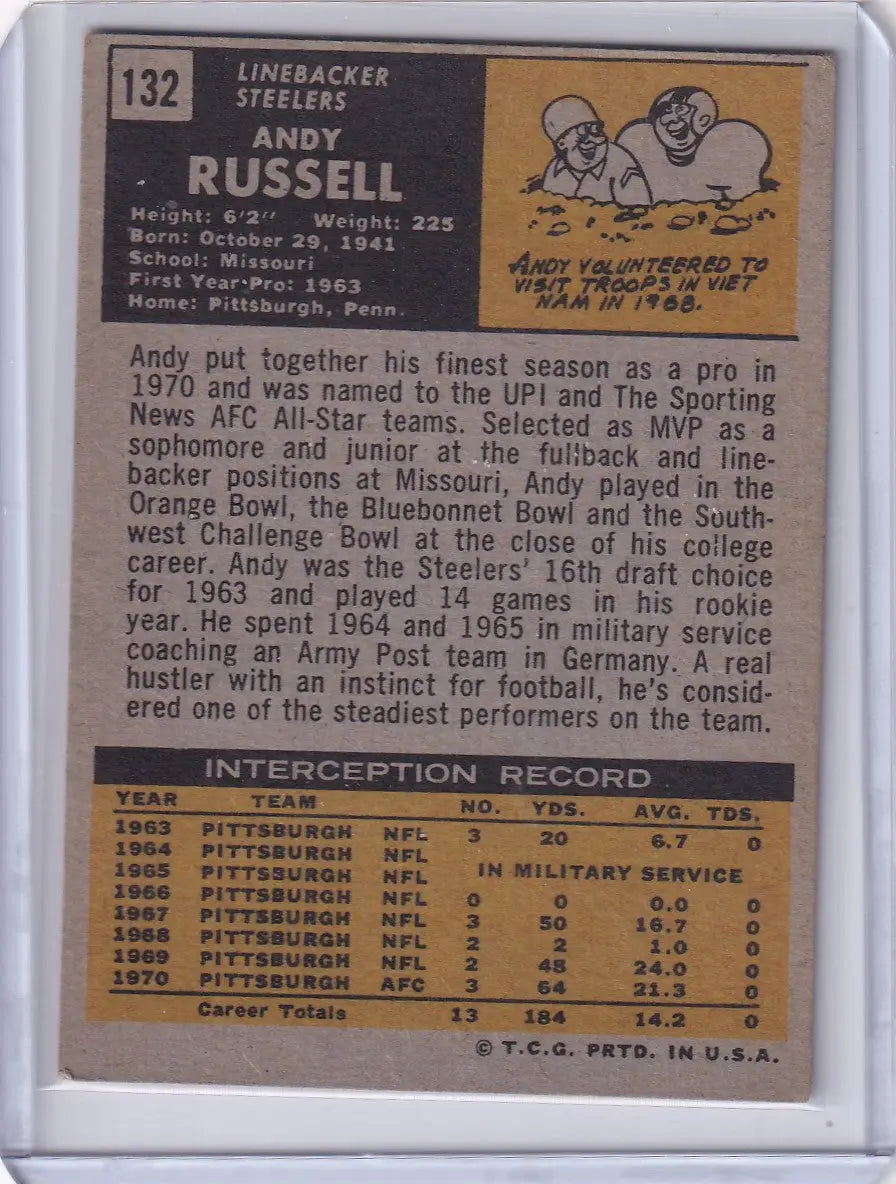 132
LINEBACKER
STEELERS
ANDY
RUSSELL
Height: 6'2" Weight: 225
Born: October 29, 1941
School: Missouri
First Year Pro: 1963
Home: Pittsburgh, Penn.
ANDY VOLUNTEERED TO
VISIT TROOPS IN VIET
NAM IN 1968.
Andy put together his finest season as a pro in
1970 and was named to the UPI and The Sporting
News AFC All-Star teams. Selected as MVP as a
sophomore and junior at the fullback and line-
backer positions at Missouri, Andy played in the
Orange Bowl, the Bluebonnet Bowl and the South-
west Challenge Bowl at the close of his college
career. Andy was the Steelers' 16th draft choice
for 1963 and played 14 games in his rookie
year. He spent 1964 and 1965 in military service
coaching an Army Post team in Germany. A real
hustler with an instinct for football, he's consid-
ered one of the steadiest performers on the team.
INTERCEPTION RECORD
YEAR TEAM NO. YDS. AVG. TDS.
1963 PITTSBURGH NFL 3 20 6.7 0
1964 PITTSBURGH NFL
1965 PITTSBURGH NFL IN MILITARY SERVICE
1966 PITTSBURGH NFL 0 0 0.0 0
1967 PITTSBURGH NFL 3 50 16.7 0
1968 PITTSBURGH NFL 2 2 1.0 0
1969 PITTSBURGH NFL 2 48 24.0 0
1970 PITTSBURGH AFC 3 64 21.3 0
Career Totals 13 184 14.2 0
© T.C.G. PRTD. IN U.S.A.